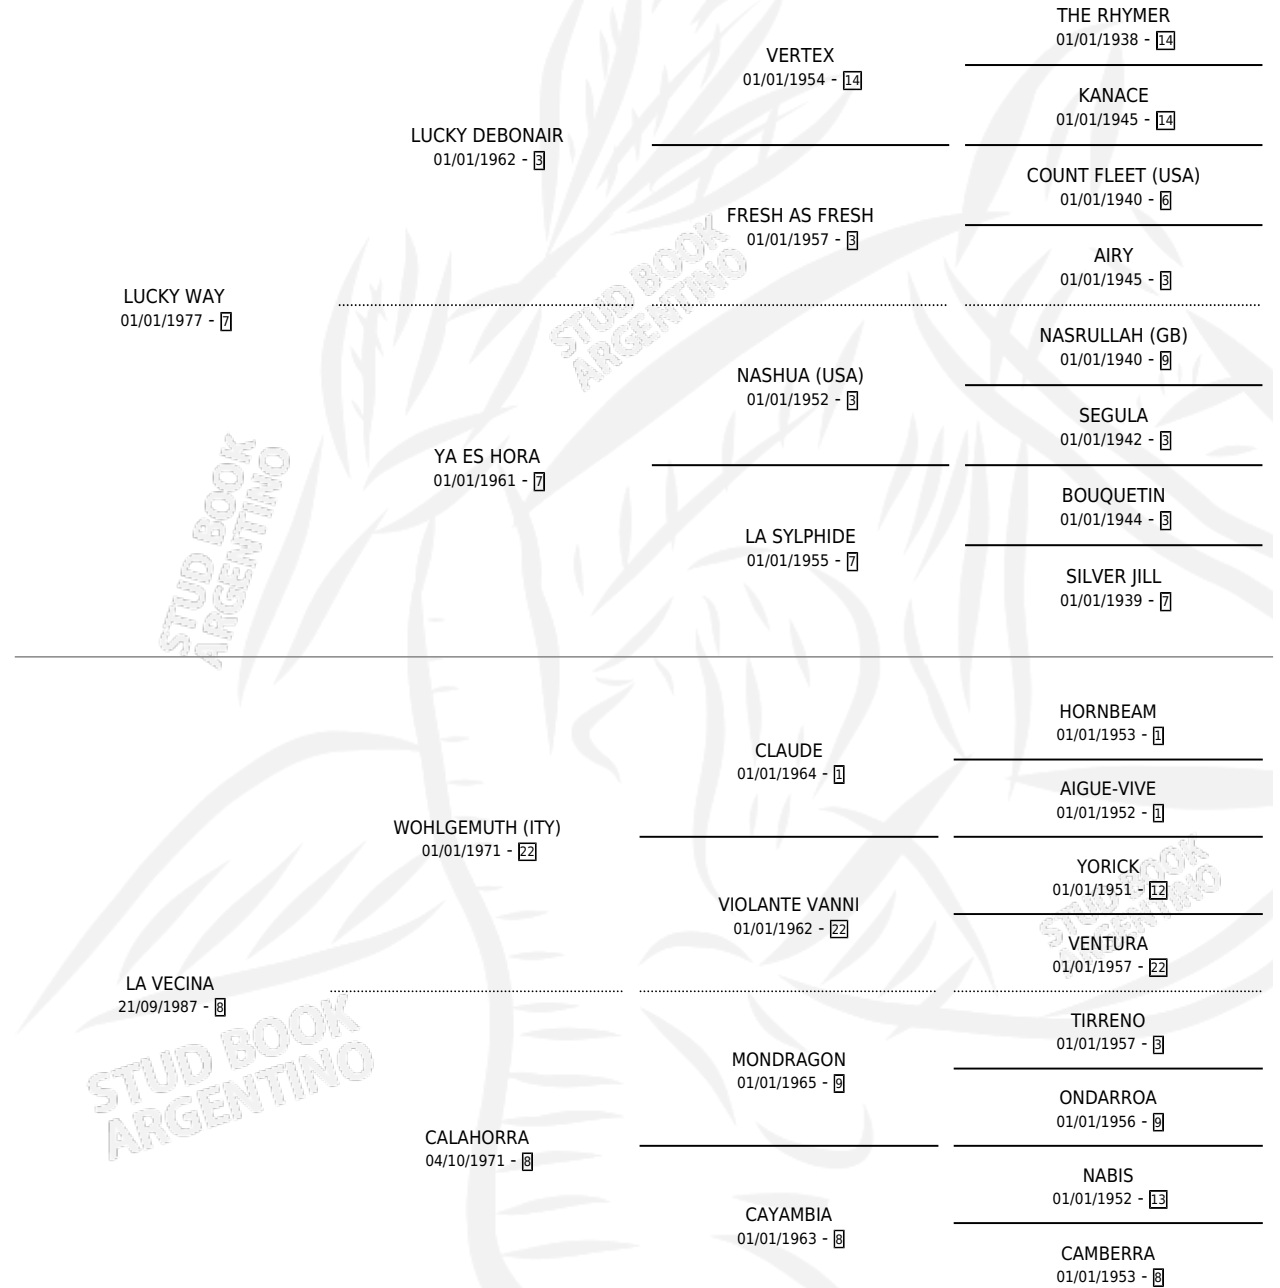 THE RHYMER
01/01/1938 - 14
VERTEX
01/01/1954 - 14
KANACE
01/01/1945 - 14
LUCKY DEBONAIR
01/01/1962 - 3
COUNT FLEET (USA)
01/01/1940 - 6
FRESH AS FRESH
01/01/1957 - 3
AIRY
01/01/1945 - 3
LUCKY WAY
01/01/1977 - 7
NASRULLAH (GB)
01/01/1940 - 9
NASHUA (USA)
01/01/1952 - 3
SEGULA
01/01/1942 - 3
YA ES HORA
01/01/1961 - 7
BOUQUETIN
01/01/1944 - 3
LA SYLPHIDE
01/01/1955 - 7
SILVER JILL
01/01/1939 - 7
HORNBEAM
01/01/1953 - 1
CLAUDE
01/01/1964 - 1
AIGUE-VIVE
01/01/1952 - 1
WOHLGEMUTH (ITY)
01/01/1971 - 22
YORICK
01/01/1951 - 12
VIOLANTE VANNI
01/01/1962 - 22
VENTURA
01/01/1957 - 22
LA VECINA
21/09/1987 - 8
TIRRENO
01/01/1957 - 3
MONDRAGON
01/01/1965 - 9
ONDARROA
01/01/1956 - 9
CALAHORRA
04/10/1971 - 8
NABIS
01/01/1952 - 13
CAYAMBIA
01/01/1963 - 8
CAMBERRA
01/01/1953 - 8
STUD BOOK
ARGENTINO
STUD BOOK
ARGENTINO
STUD BOOK
ARGENTINO
STUD BOOK
ARGENTINO